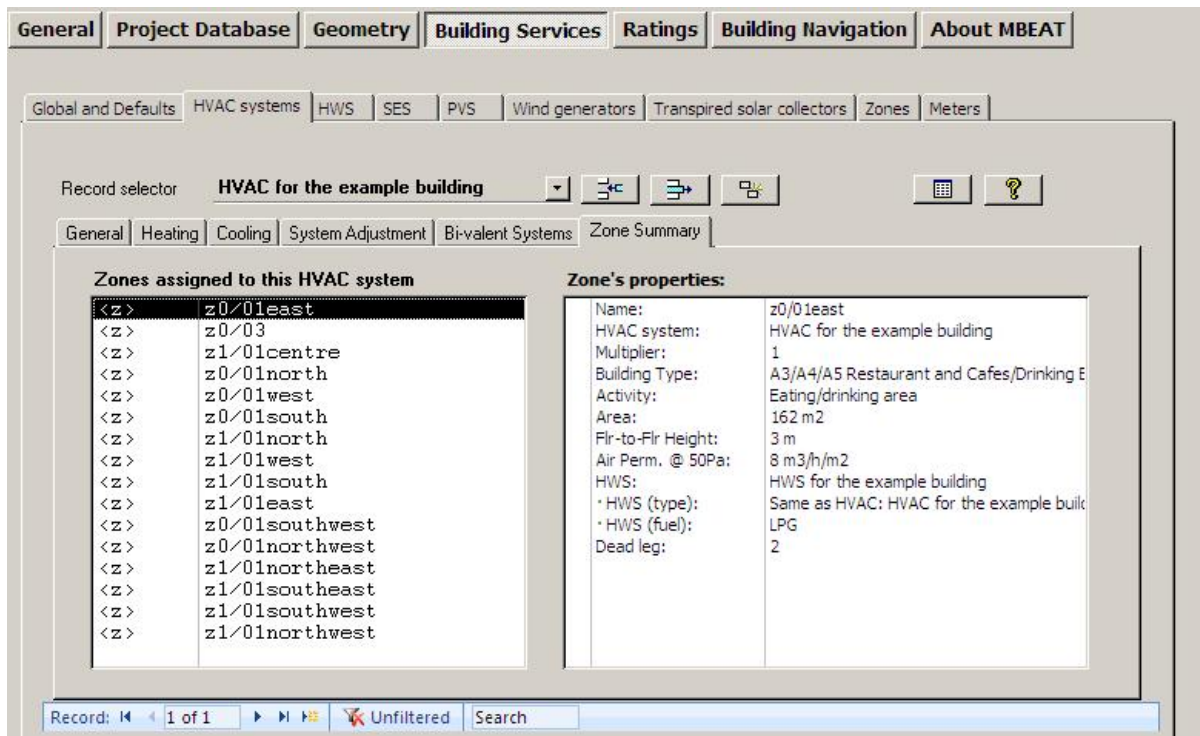 General Project Database Geometry Building Services Ratings Building Navigation About MBEAT
Global and Defaults HVAC systems HWS SES PVS Wind generators Transpired solar collectors Zones Meters
Record selector HVAC for the example building
General Heating Cooling System Adjustment Bi-valent Systems Zone Summary
Zones assigned to this HVAC system
<z> z0/01east
<z> z0/03
<z> z1/01centre
<z> z0/01north
<z> z0/01west
<z> z0/01south
<z> z1/01north
<z> z1/01west
<z> z1/01south
<z> z1/01east
<z> z0/01southwest
<z> z0/01northwest
<z> z1/01northeast
<z> z1/01southeast
<z> z1/01southwest
<z> z1/01northwest
Zone's properties:
Name: z0/01east
HVAC system: HVAC for the example building
Multiplier: 1
Building Type: A3/A4/A5 Restaurant and Cafes/Drinking E
Activity: Eating/drinking area
Area: 162 m2
Flr-to-Flr Height: 3 m
Air Perm. @ 50Pa: 8 m3/h/m2
HWS: HWS for the example building
* HWS (type): Same as HVAC: HVAC for the example build
* HWS (fuel): LPG
Dead leg: 2
Record: 1 of 1 Unfiltered Search